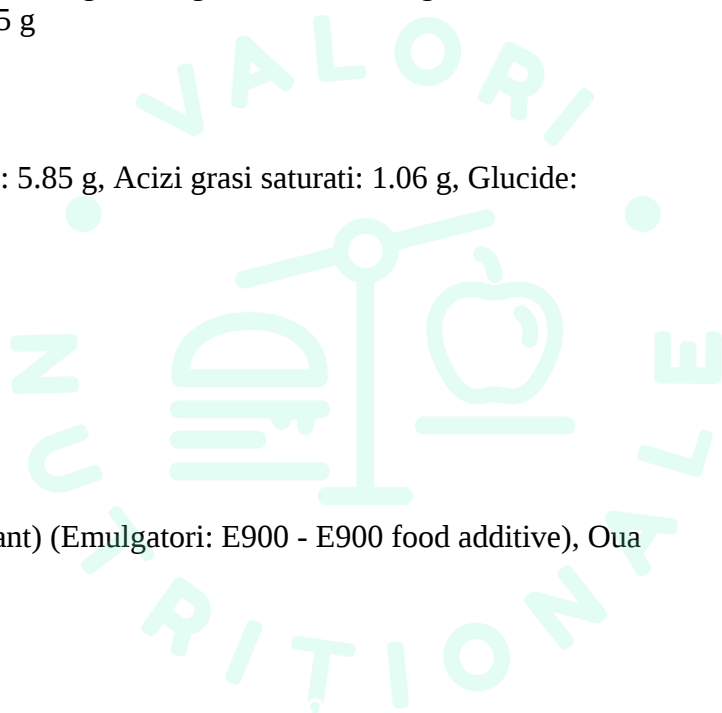 5 g
VALORI
: 5.85 g, Acizi grasi saturati: 1.06 g, Glucide:
ant) (Emulgatori: E900 - E900 food additive), Oua
NUTRITIONALE